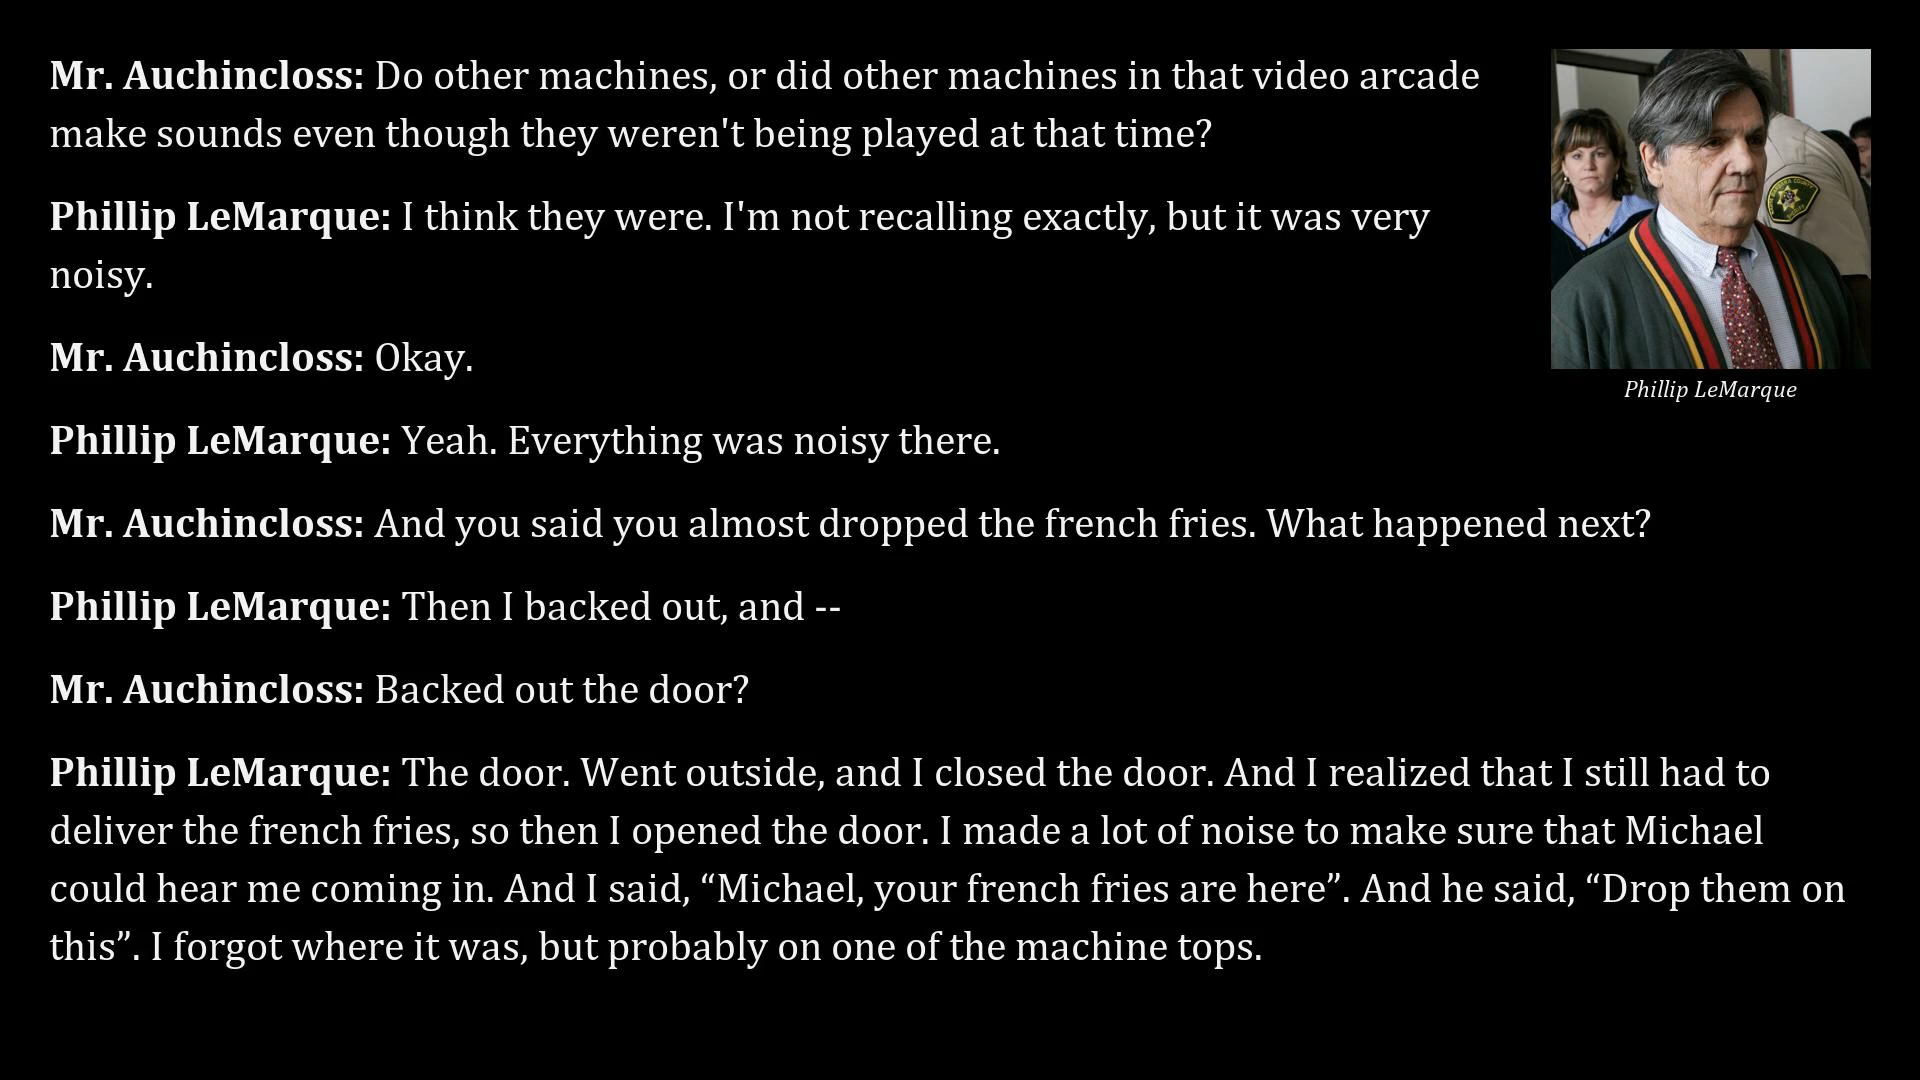 Mr. Auchincloss: Do other machines, or did other machines in that video arcade
make sounds even though they weren't being played at that time?
Phillip LeMarque: I think they were. I'm not recalling exactly, but it was very
noisy.
Mr. Auchincloss: Okay.
Phillip LeMarque
Phillip LeMarque: Yeah. Everything was noisy there.
Mr. Auchincloss: And you said you almost dropped the french fries. What happened next?
Phillip LeMarque: Then I backed out, and --
Mr. Auchincloss: Backed out the door?
Phillip LeMarque: The door. Went outside, and I closed the door. And I realized that I still had to
deliver the french fries, so then I opened the door. I made a lot of noise to make sure that Michael
could hear me coming in. And I said, “Michael, your french fries are here”. And he said, “Drop them on
this”. I forgot where it was, but probably on one of the machine tops.